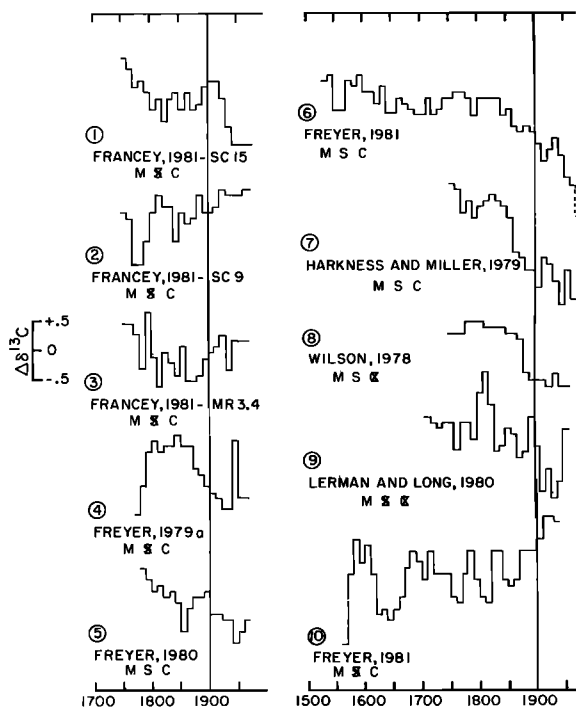 ①
FRANCEY, 1981-SC 15
M S C
②
FRANCEY, 1981-SC 9
M S C
Δδ¹³C
+.5
0
-.5
③
FRANCEY, 1981-MR 3.4
M S C
④
FREYER, 1979a
M S C
⑤
FREYER, 1980
M S C
1700 1800 1900
⑥
FREYER, 1981
M S C
⑦
HARKNESS AND MILLER, 1979
M S C
⑧
WILSON, 1978
M S C
⑨
LERMAN AND LONG, 1980
M S C
⑩
FREYER, 1981
M S C
1500 1600 1700 1800 1900